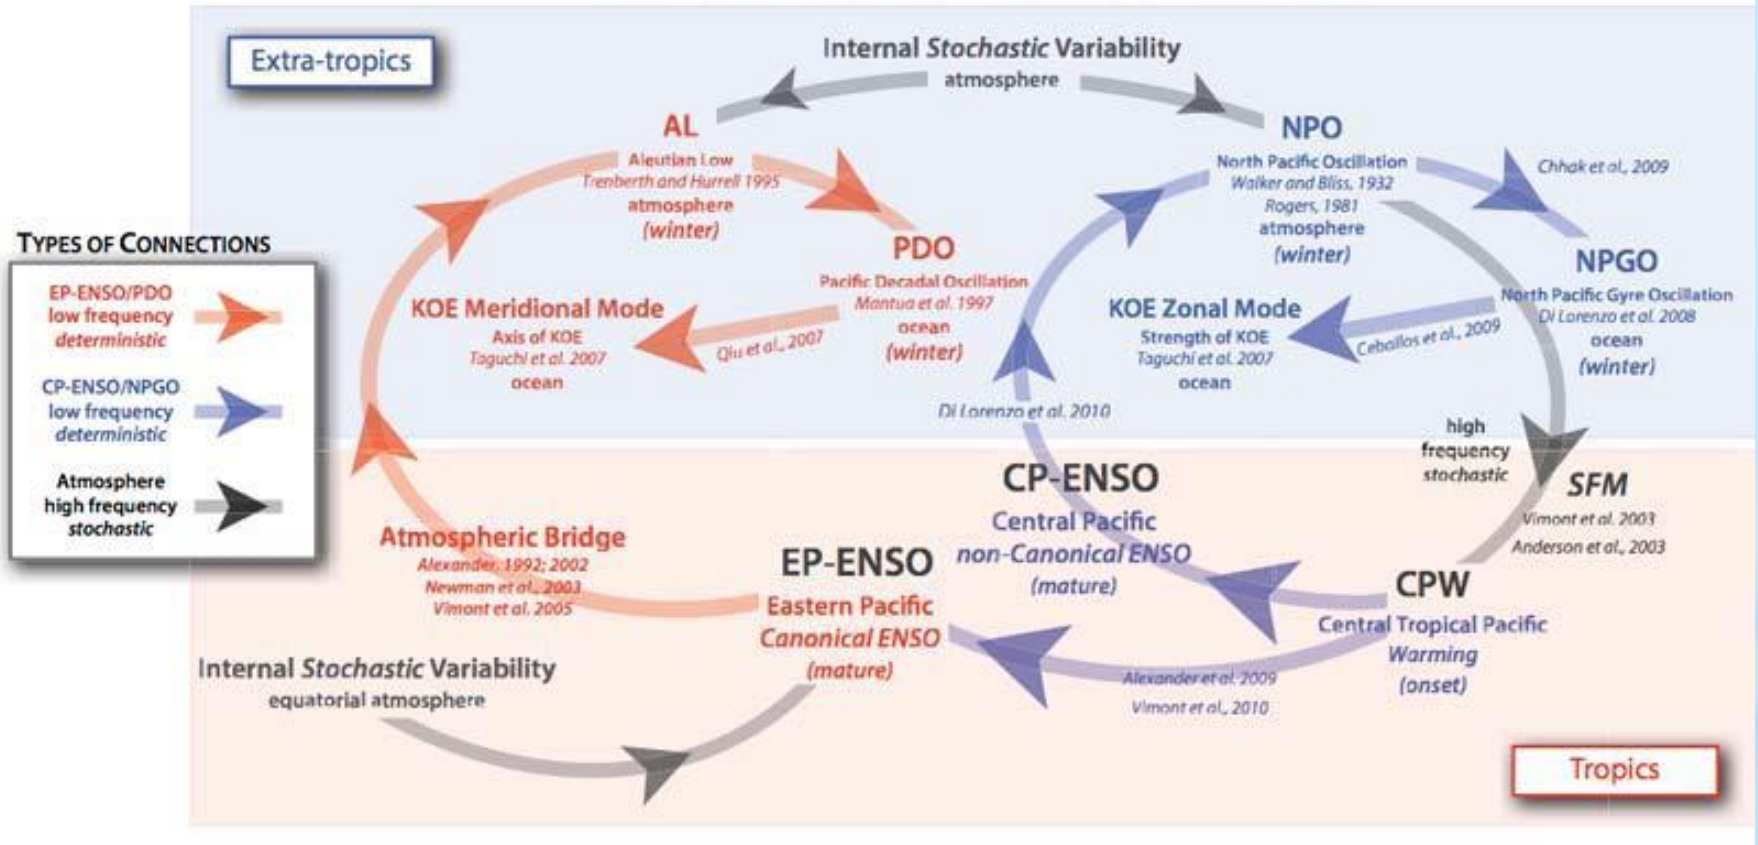 Extra-tropics
Internal Stochastic Variability
atmosphere
AL
Aleutian Low
Trenberth and Hurrell 1995
atmosphere
(winter)
PDO
Pacific Decadal Oscillation
Mantua et al. 1997
ocean
(winter)
KOE Meridional Mode
Axis of KOE
Taguchi et al. 2007
ocean
Qiu et al., 2007
NPO
North Pacific Oscillation
Walker and Bliss, 1932
Rogers, 1981
atmosphere
(winter)
Chhak et al., 2009
NPGO
North Pacific Gyre Oscillation
Di Lorenzo et al. 2008
ocean
(winter)
KOE Zonal Mode
Strength of KOE
Taguchi et al. 2007
ocean
Ceballos et al., 2009
Di Lorenzo et al. 2010
high
frequency
stochastic
SFM
Vimont et al. 2003
Anderson et al., 2003
TYPES OF CONNECTIONS
EP-ENSO/PDO
low frequency
deterministic
CP-ENSO/NPGO
low frequency
deterministic
Atmosphere
high frequency
stochastic
Atmospheric Bridge
Alexander, 1992; 2002
Newman et al., 2003
Vimont et al. 2005
EP-ENSO
Eastern Pacific
Canonical ENSO
(mature)
CP-ENSO
Central Pacific
non-Canonical ENSO
(mature)
CPW
Central Tropical Pacific
Warming
(onset)
Alexander et al. 2009
Vimont et al., 2010
Internal Stochastic Variability
equatorial atmosphere
Tropics